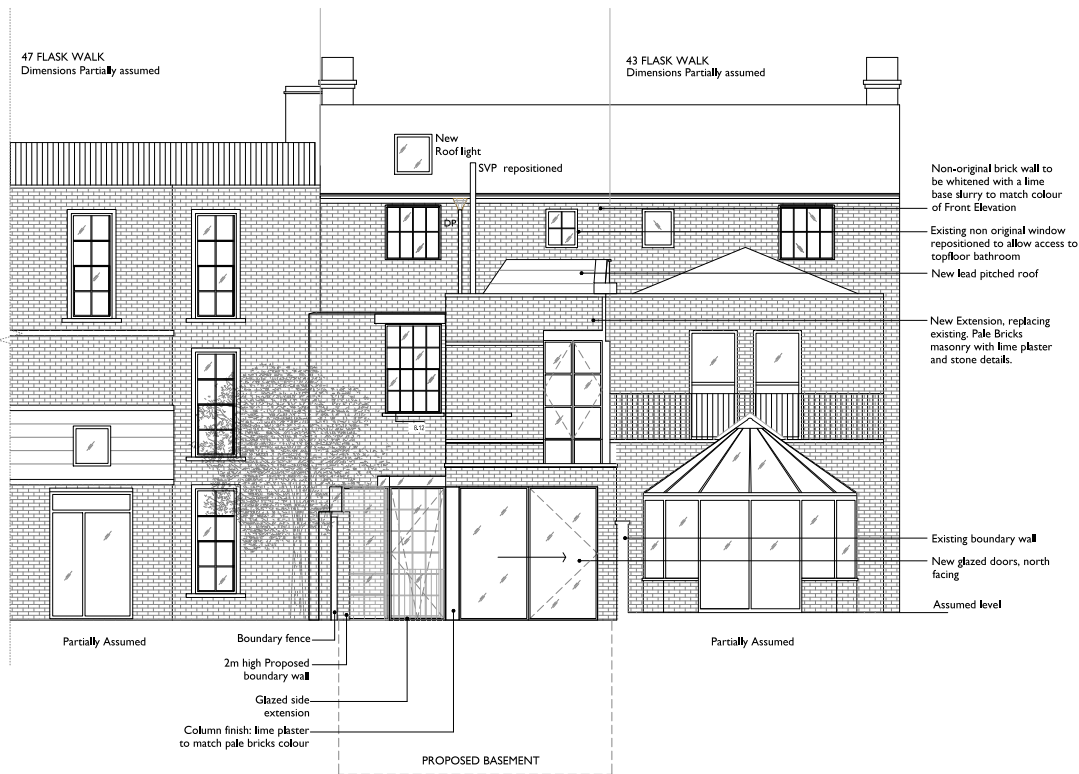 47 FLASK WALK
Dimensions Partially assumed
43 FLASK WALK
Dimensions Partially assumed
New
Roof light
SVP repositioned
DP
Non-original brick wall to
be whitened with a lime
base slurry to match colour
of Front Elevation
Existing non original window
repositioned to allow access to
topfloor bathroom
New lead pitched roof
New Extension, replacing
existing. Pale Bricks
masonry with lime plaster
and stone details.
8.12
Existing boundary wall
New glazed doors, north
facing
Assumed level
Partially Assumed
Partially Assumed
Boundary fence
2m high Proposed
boundary wall
Glazed side
extension
Column finish: lime plaster
to match pale bricks colour
PROPOSED BASEMENT